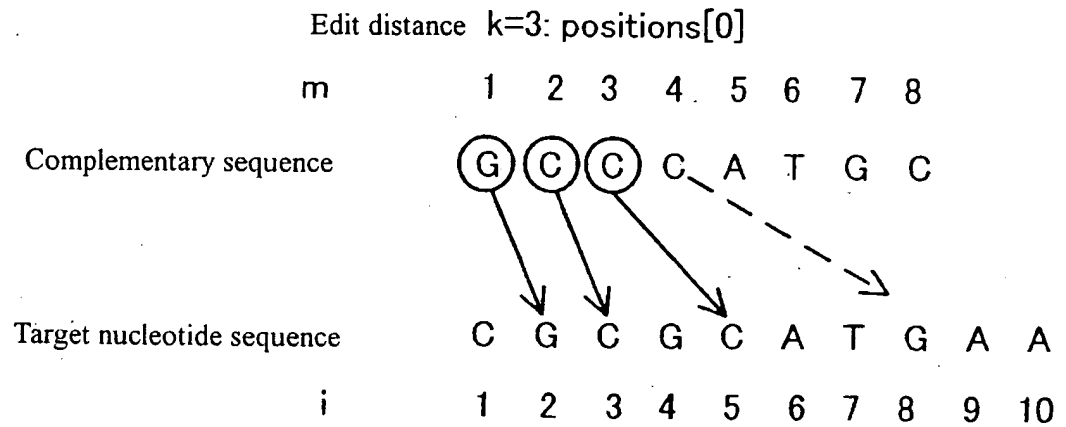 Edit distance k=3: positions[0]
m 1 2 3 4 5 6 7 8
Complementary sequence G C C C A T G C
Target nucleotide sequence C G C G C A T G A A
i 1 2 3 4 5 6 7 8 9 10